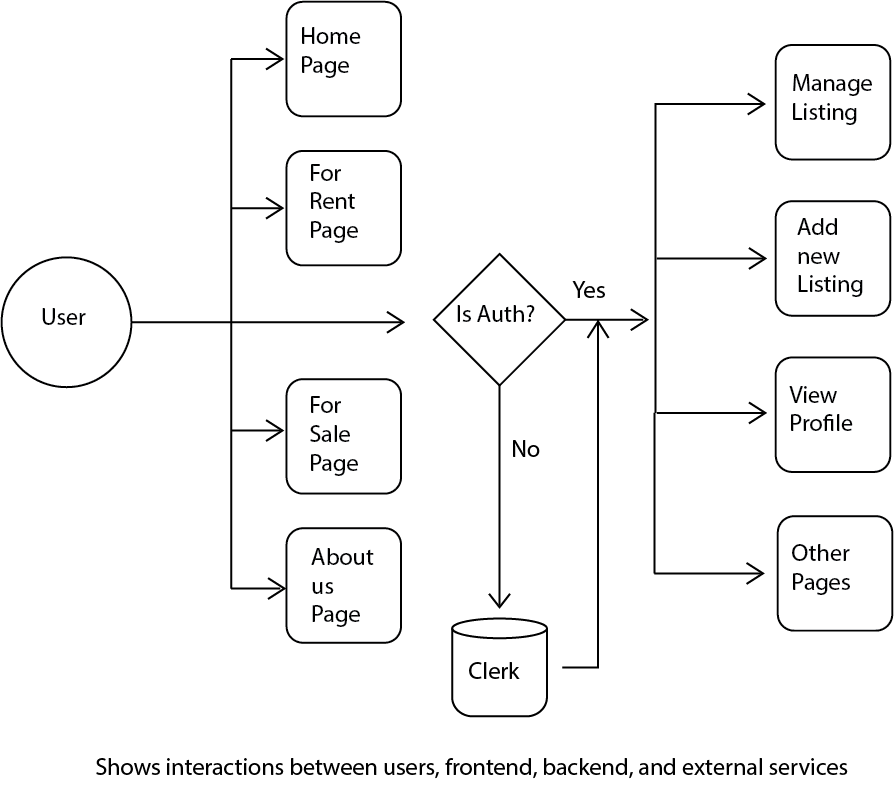 Home
Page
For
Rent
Page
User
For
Sale
Page
About
us
Page
Is Auth?
Yes
No
Clerk
Manage
Listing
Add
new
Listing
View
Profile
Other
Pages
Shows interactions between users, frontend, backend, and external services